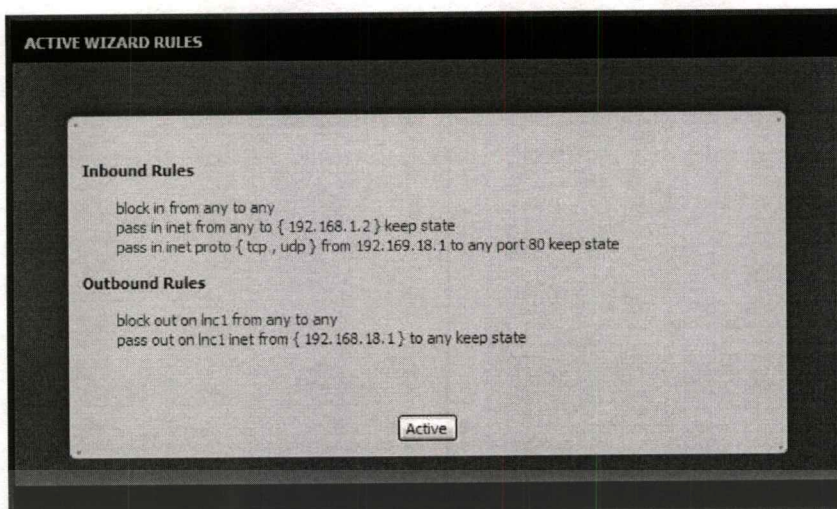 ACTIVE WIZARD RULES
Inbound Rules
block in from any to any
pass in inet from any to { 192.168.1.2 } keep state
pass in inet proto { tcp , udp } from 192.169.18.1 to any port 80 keep state
Outbound Rules
block out on lnc1 from any to any
pass out on lnc1 inet from { 192.168.18.1 } to any keep state
Active